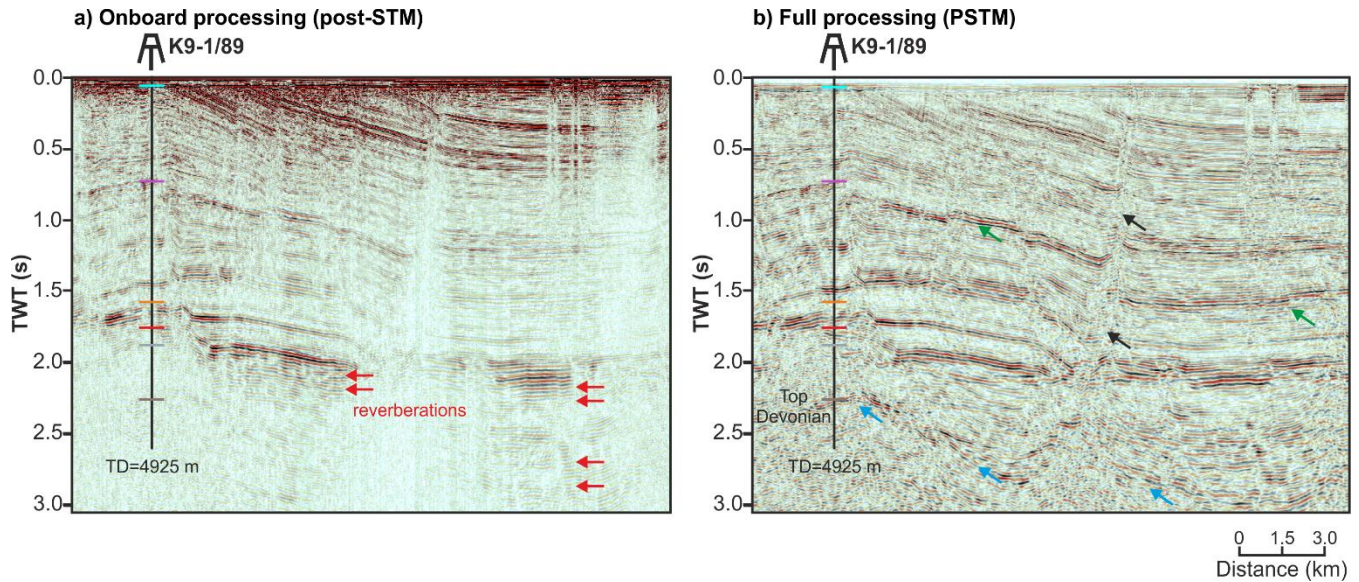 a) Onboard processing (post-STM)
K9-1/89
TWT (s)
0.0
0.5
1.0
1.5
2.0
2.5
3.0
reverberations
TD=4925 m
b) Full processing (PSTM)
K9-1/89
TWT (s)
0.0
0.5
1.0
1.5
2.0
2.5
3.0
Top
Devonian
TD=4925 m
0 1.5 3.0
Distance (km)